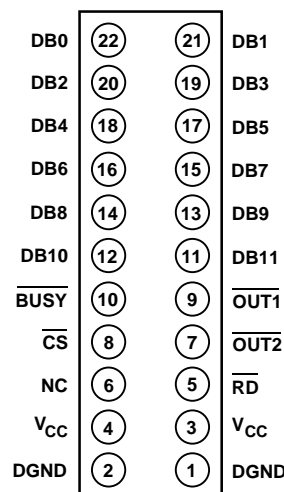 DB0 22 21 DB1
DB2 20 19 DB3
DB4 18 17 DB5
DB6 16 15 DB7
DB8 14 13 DB9
DB10 12 11 DB11
BUSY 10 9 OUT1
CS 8 7 OUT2
NC 6 5 RD
VCC 4 3 VCC
DGND 2 1 DGND